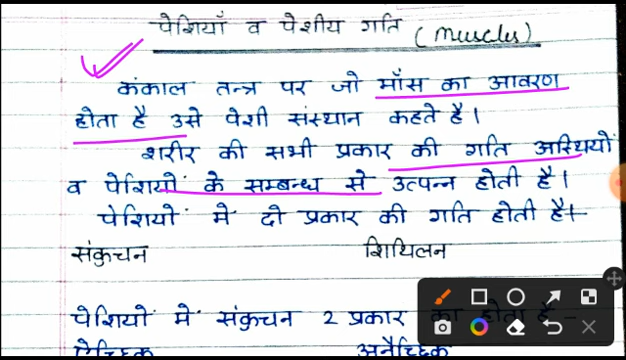 पेशियाँ व पेशीय गति (Muscles)
कंकाल तन्त्र पर जो माँस का आवरण
होता है उसे पेशी संस्थान कहते है।
शरीर की सभी प्रकार की गति अस्थियों
व पेशियों के सम्बन्ध से उत्पन्न होती है।
पेशियों में दो प्रकार की गति होती है।-
संकुचन शिथिलन
पेशियों में संकुचन 2 प्रकार का होता है -
ऐच्छिक अनैच्छिक